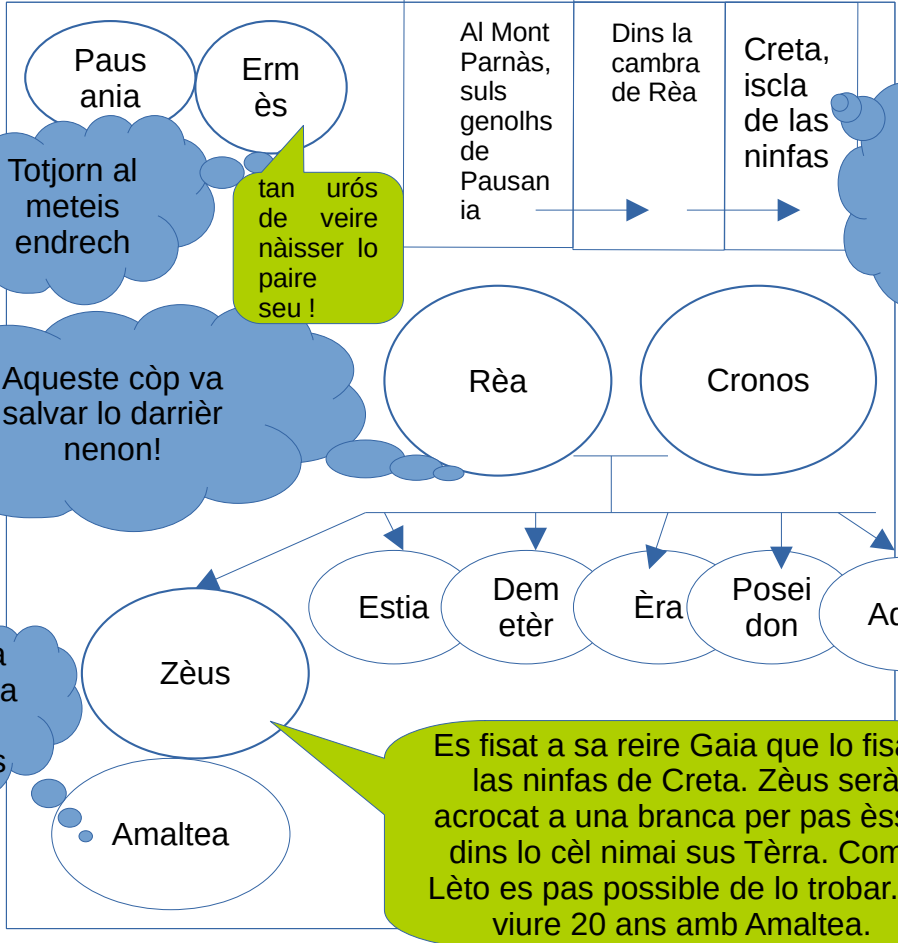 Paus
ania
Erm
ès
Al Mont
Parnàs,
suls
genolhs
de
Pausan
ia
Dins la
cambra
de Rèa
Creta,
iscla
de las
ninfas
Totjorn al
meteis
endrech
tan urós
de veire
nàisser lo
paire
seu !
Aqueste còp va
salvar lo darrièr
nenon!
Rèa
Cronos
Estia
Dem
etèr
Èra
Posei
don
Zèus
Amaltea
Es fisat a sa reire Gaia que lo
las ninfas de Creta. Zèus serà
acrocat a una branca per pas
dins lo cèl nimai sus Tèrra.
Lèto es pas possible de lo trobar.
viure 20 ans amb Amaltea.